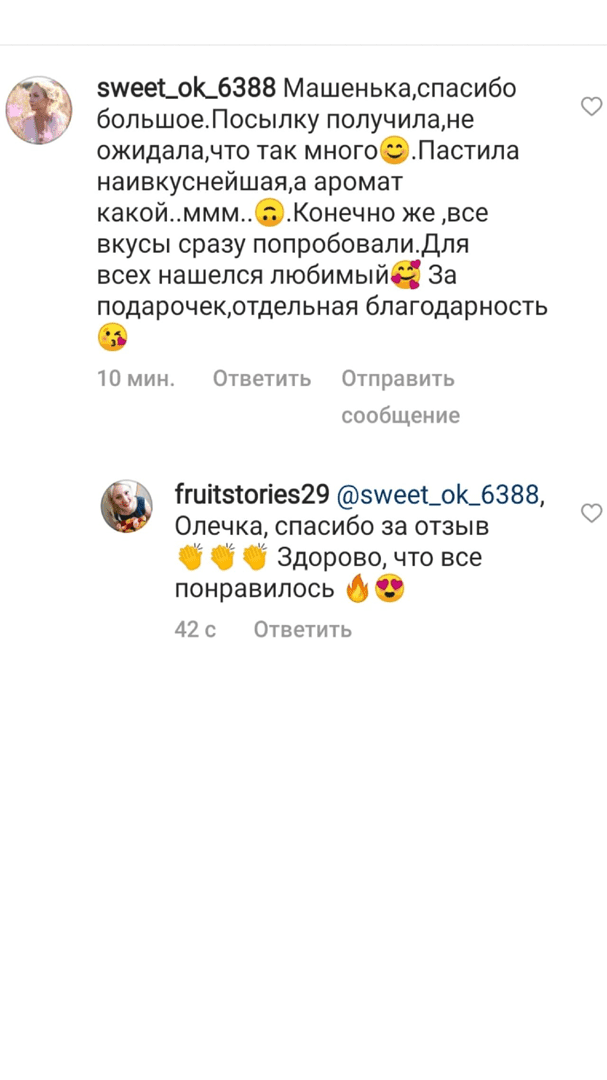 sweet_ok_6388 Машенька,спасибо
большое.Посылку получила,не
ожидала,что так много😊.Пастила
наивкуснейшая,а аромат
какой..ммм..🙃.Конечно же ,все
вкусы сразу попробовали.Для
всех нашелся любимый🥰 За
подарочек,отдельная благодарность
😘
10 мин. Ответить Отправить
сообщение
fruitstories29 @sweet_ok_6388,
Олечка, спасибо за отзыв
👏👏👏 Здорово, что все
понравилось 🔥😍
42 с Ответить